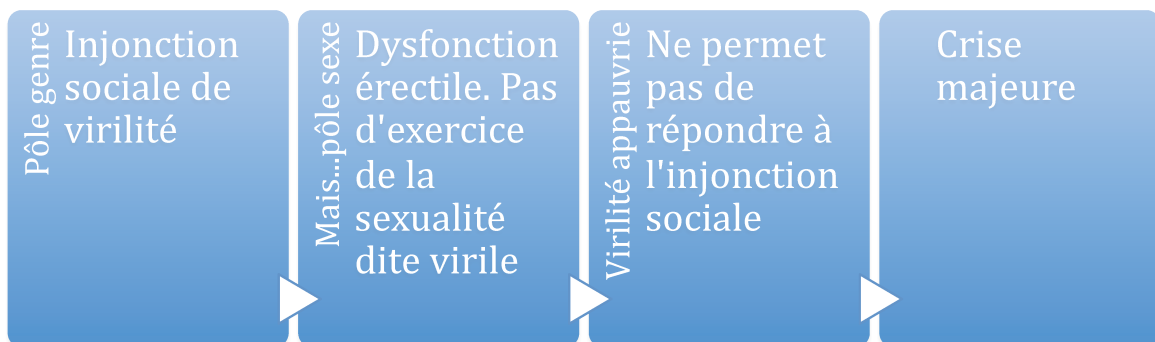 Pôle genre
Injonction
sociale de
virilité
Mais...pôle sexe
Dysfonction
érectile. Pas
d'exercice
de la
sexualité
dite virile
Virilité appauvrie
Ne permet
pas de
répondre à
l'injonction
sociale
Crise
majeure